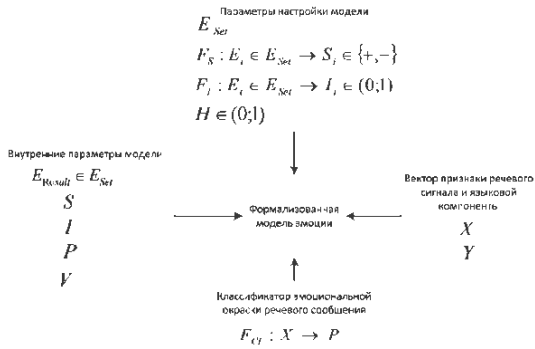 Параметры настройки модели
E_Set
F_S : E_i ∈ E_Set → S_i ∈ {+,−}
F_I : E_i ∈ E_Set → I_i ∈ (0;1)
H ∈ (0;1)
Внутренние параметры модели
E_Result ∈ E_Set
S
I
P
V
Формализованная
модель эмоции
Вектор признаки речевого
сигнала и языковой
компоненть
X
Y
Классификатор эмоциональной
окраски речевого сообщения
F_Cl : X → P